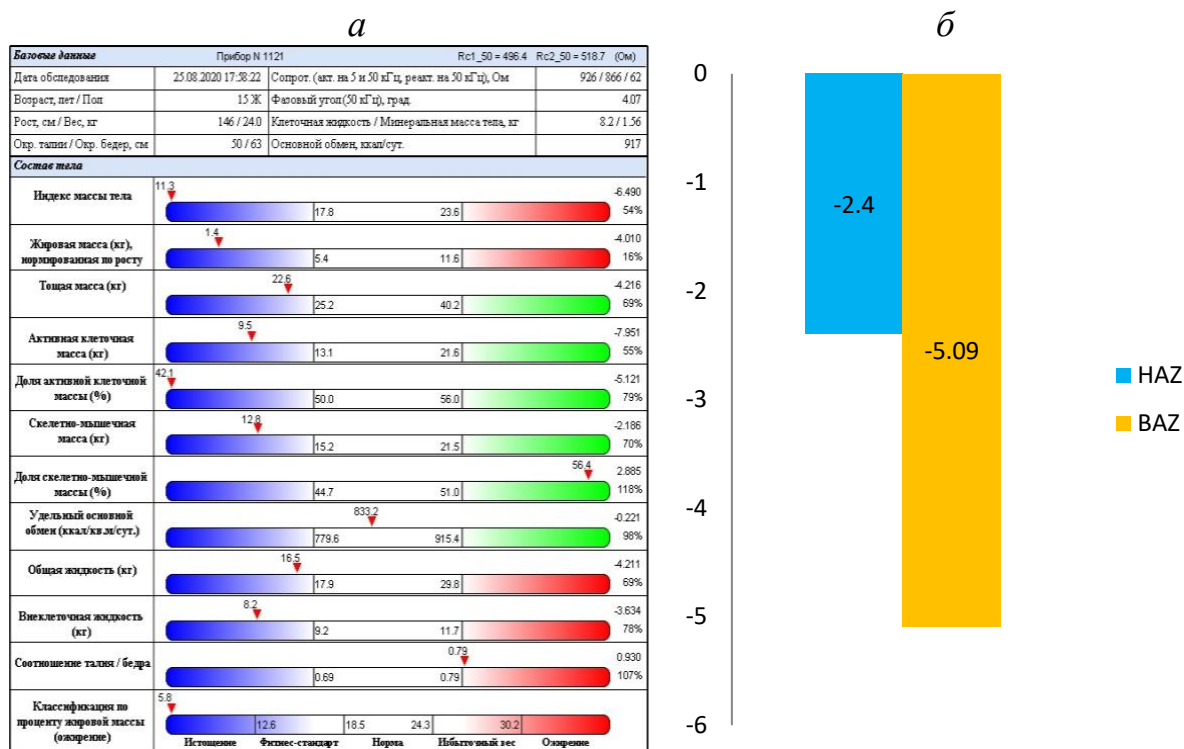 а
б
Базовые данные Прибор N 1121 Rc1_50 = 496.4 Rc2_50 = 518.7 (Ом)
Дата обследования 25.08.2020 17:58:22 Сопрот. (акт. на 5 и 50 кГц, реакт. на 50 кГц), Ом 926 / 866 / 62
Возраст, лет / Пол 15 Ж Фазовый угол (50 кГц), град. 4.07
Рост, см / Вес, кг 146 / 24.0 Клеточная жидкость / Минеральная масса тела, кг 8.2 / 1.56
Окр. талии / Окр. бедер, см 50 / 63 Основной обмен, ккал/сут. 917
Состав тела
Индекс массы тела 11.3 17.8 23.6 -6.490 54%
Жировая масса (кг), 1.4 -4.010
нормированная по росту 5.4 11.6 16%
Тощая масса (кг) 22.6 25.2 40.2 -4.216 69%
Активная клеточная 9.5 -7.951
масса (кг) 13.1 21.6 55%
Доля активной клеточной 42.1 -5.121
массы (%) 50.0 56.0 79%
Скелетно-мышечная 12.8 -2.186
масса (кг) 15.2 21.5 70%
Доля скелетно-мышечной 56.4 2.885
массы (%) 44.7 51.0 118%
Удельный основной 833.2 -0.221
обмен (ккал/кв.м/сут.) 779.6 915.4 98%
Общая жидкость (кг) 16.5 17.9 29.8 -4.211 69%
Внеклеточная жидкость 8.2 -3.634
(кг) 9.2 11.7 78%
Соотношение талия / бедра 0.79 0.69 0.79 0.930 107%
Классификация по 5.8
проценту жировой массы 12.6 18.5 24.3 30.2
(ожирение) Истощение Фитнес-стандарт Норма Избыточный вес Ожирение
0
-1
-2
-3
-4
-5
-6
-2.4
-5.09
HAZ
BAZ